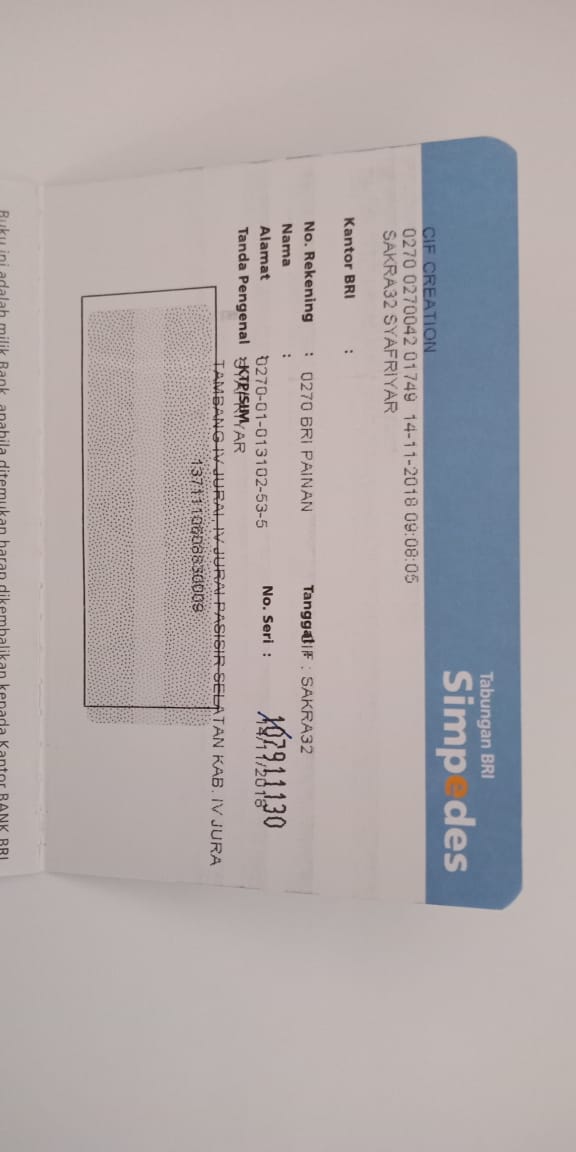 Tabungan BRI
Simpedes
CIF CREATION
0270 0270042 01749 14-11-2018 09:08:05
SAKRA32 SYAFRIYAR
Kantor BRI :
No. Rekening : 0270 BRI PAINAN Tanggal : SAKRA32
Nama :
Alamat : 0270-01-013102-53-5 No. Seri : 107911130
14/11/2018
Tanda Pengenal : KTP/SIM
SYAFRIYAR
TAMBANG IV JURAI, IV JURAI PASISIR SELATAN KAB. IV JURA
1371110608830009
Buku ini adalah milik Bank, apabila ditemukan harap dikembalikan kepada Kantor BANK BRI